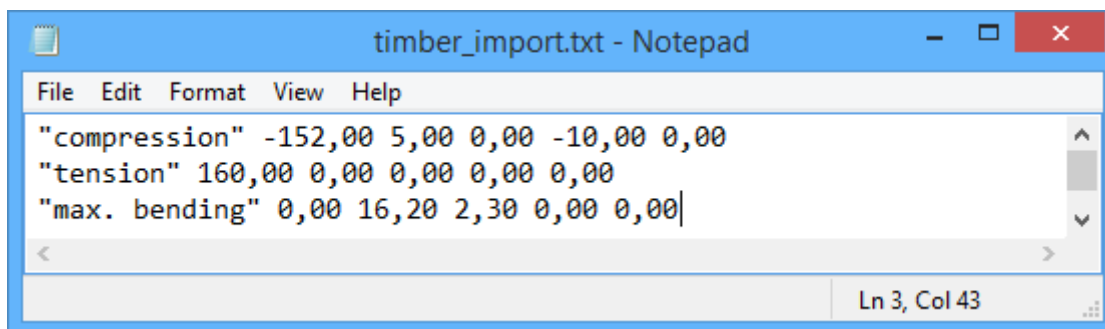 timber_import.txt - Notepad
File Edit Format View Help
"compression" -152,00 5,00 0,00 -10,00 0,00
"tension" 160,00 0,00 0,00 0,00 0,00
"max. bending" 0,00 16,20 2,30 0,00 0,00
Ln 3, Col 43